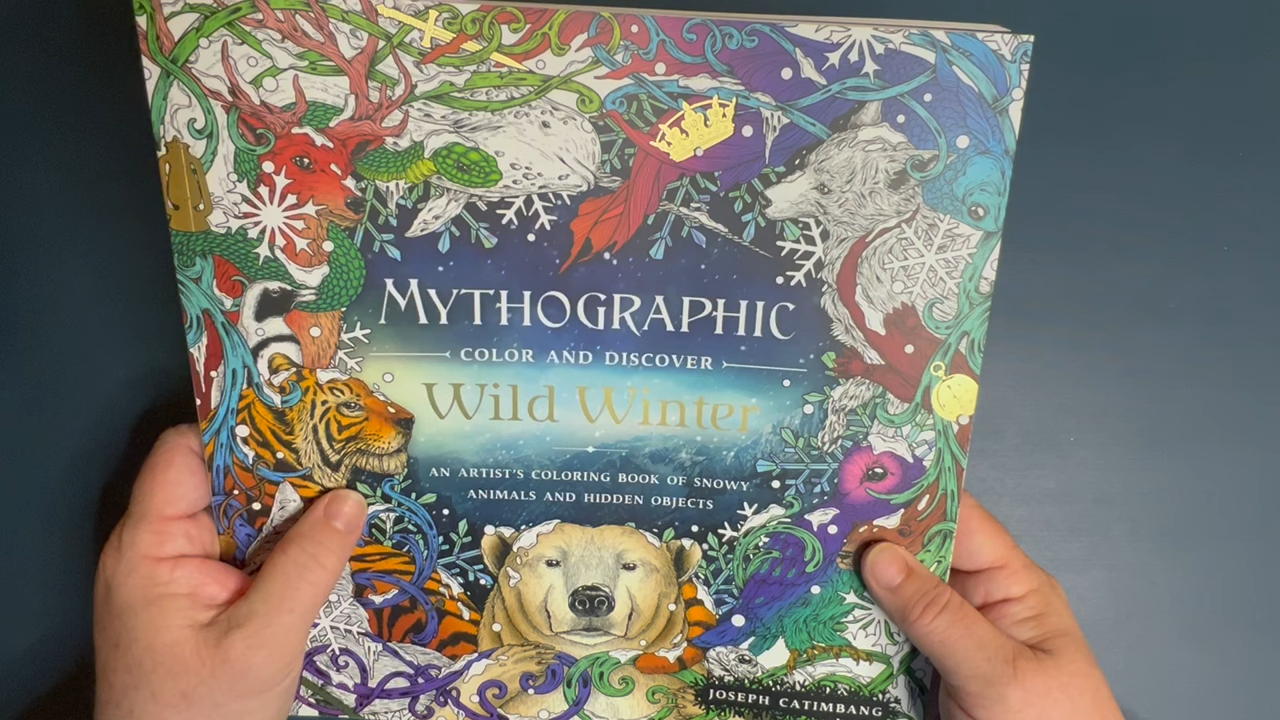 MYTHOGRAPHIC
COLOR AND DISCOVER
Wild Winter
AN ARTIST'S COLORING BOOK OF SNOWY
ANIMALS AND HIDDEN OBJECTS
JOSEPH CATIMBANG